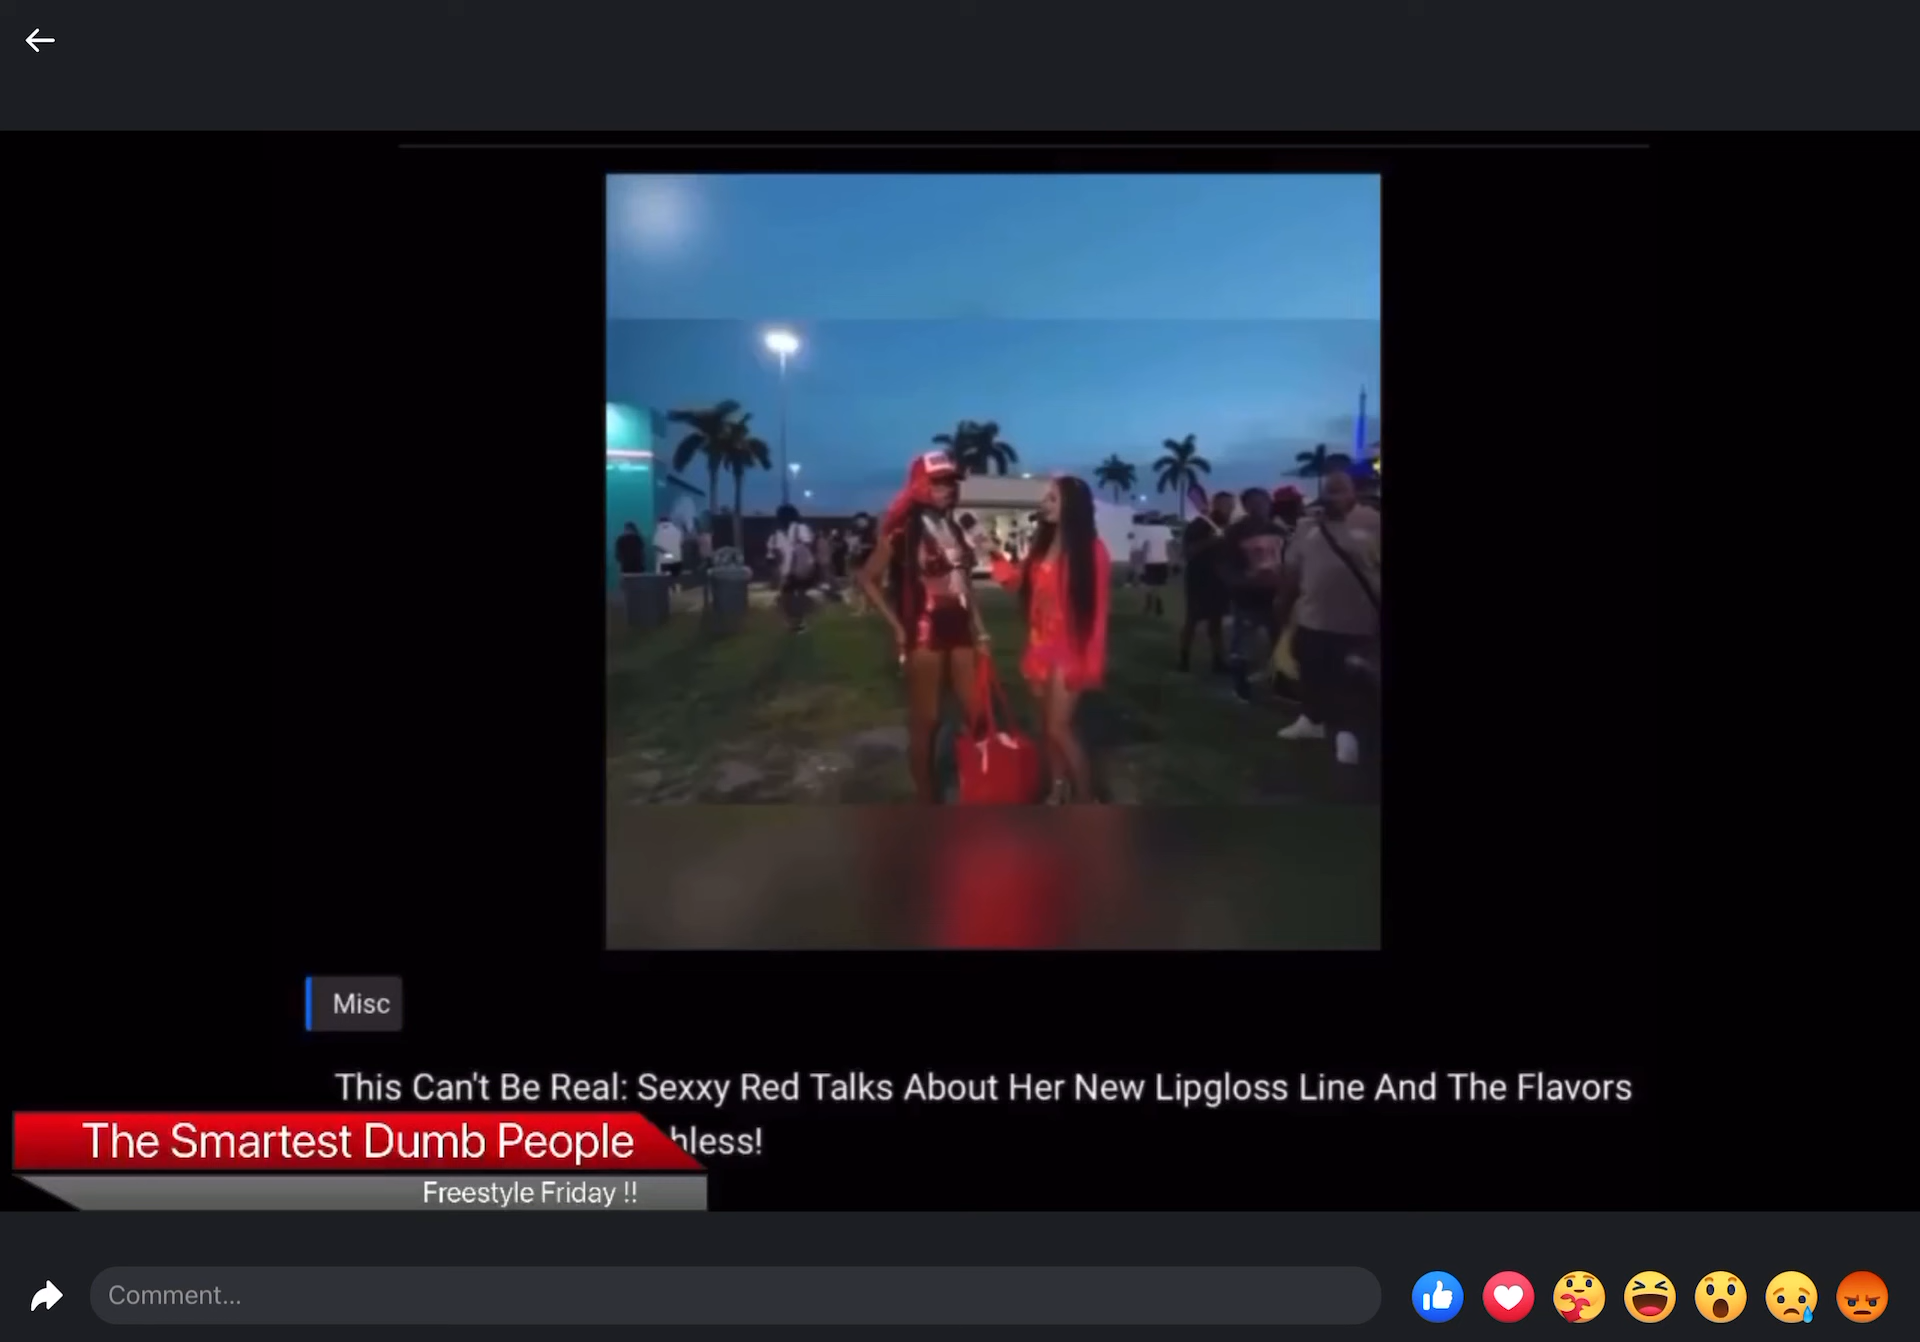 Misc
This Can't Be Real: Sexxy Red Talks About Her New Lipgloss Line And The Flavors
hless!
The Smartest Dumb People
Freestyle Friday !!
Comment...